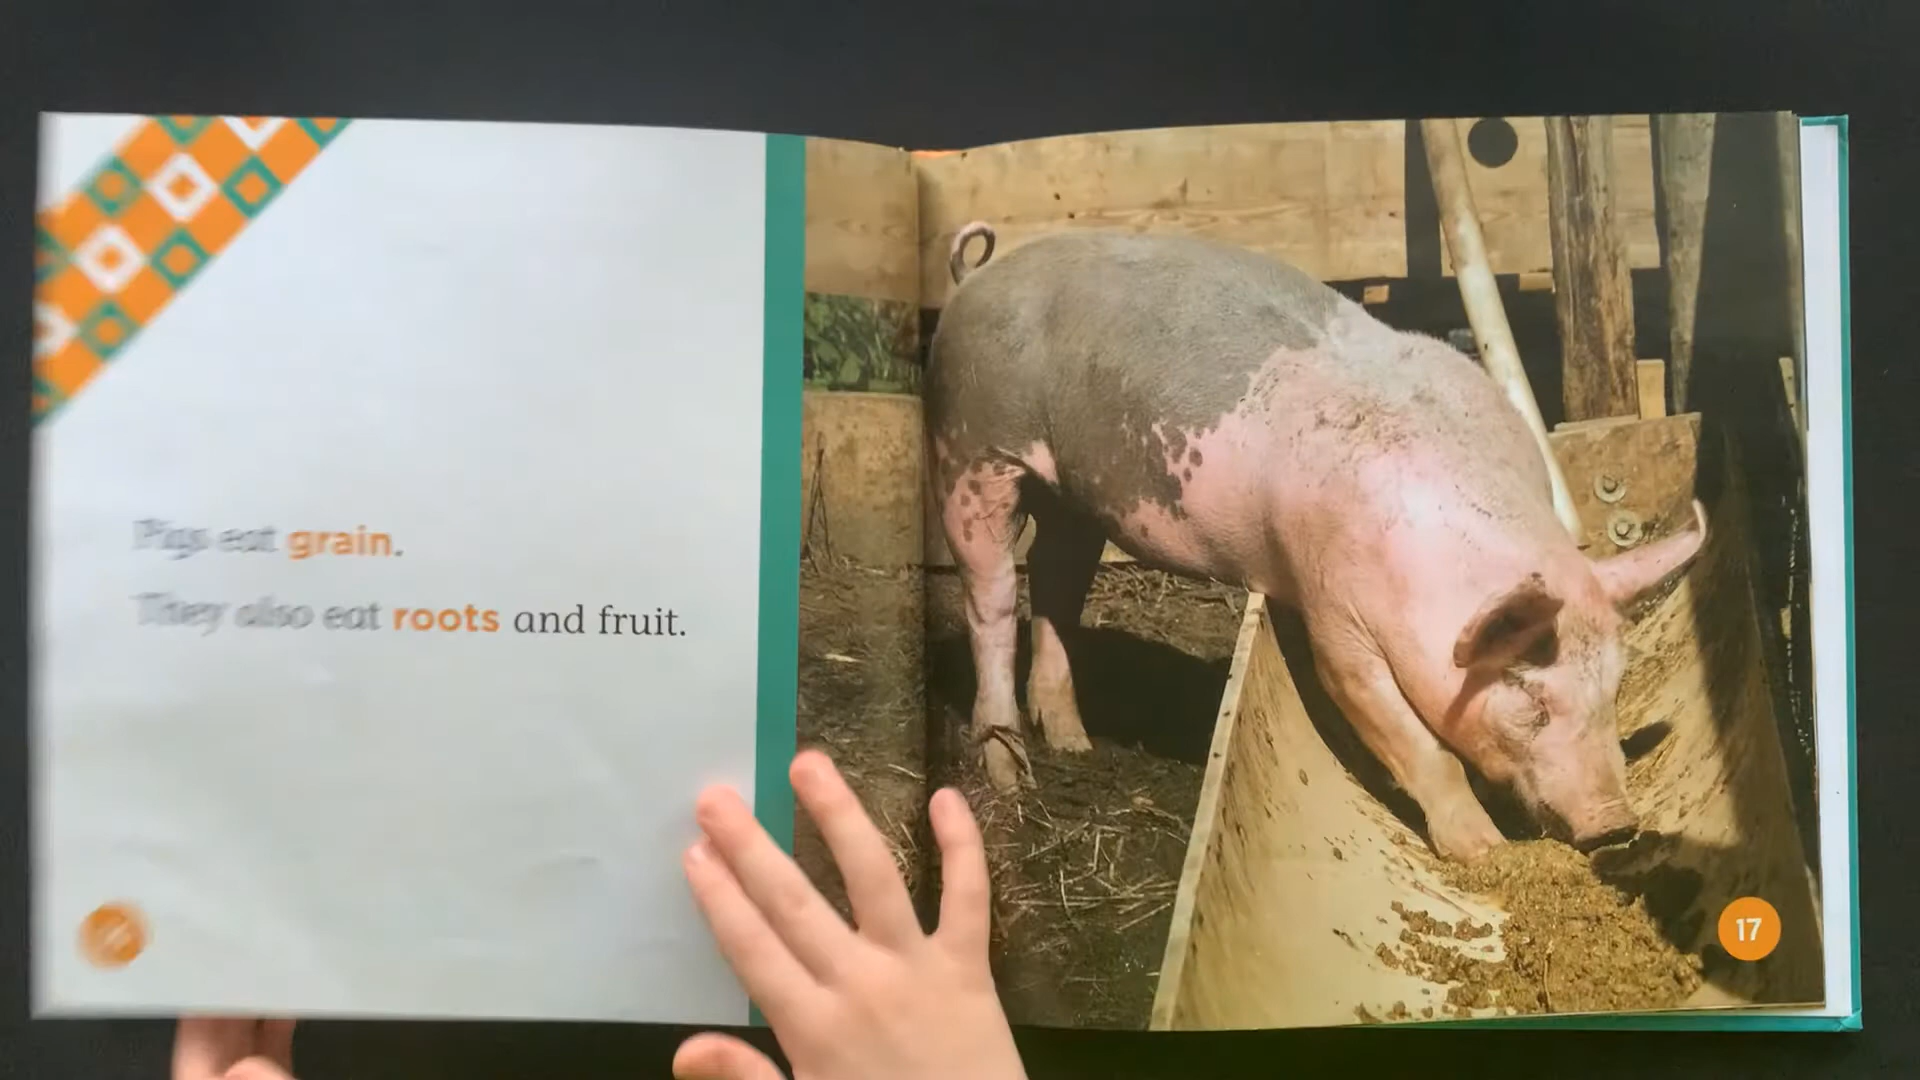 Pigs eat grain.
They also eat roots and fruit.
17